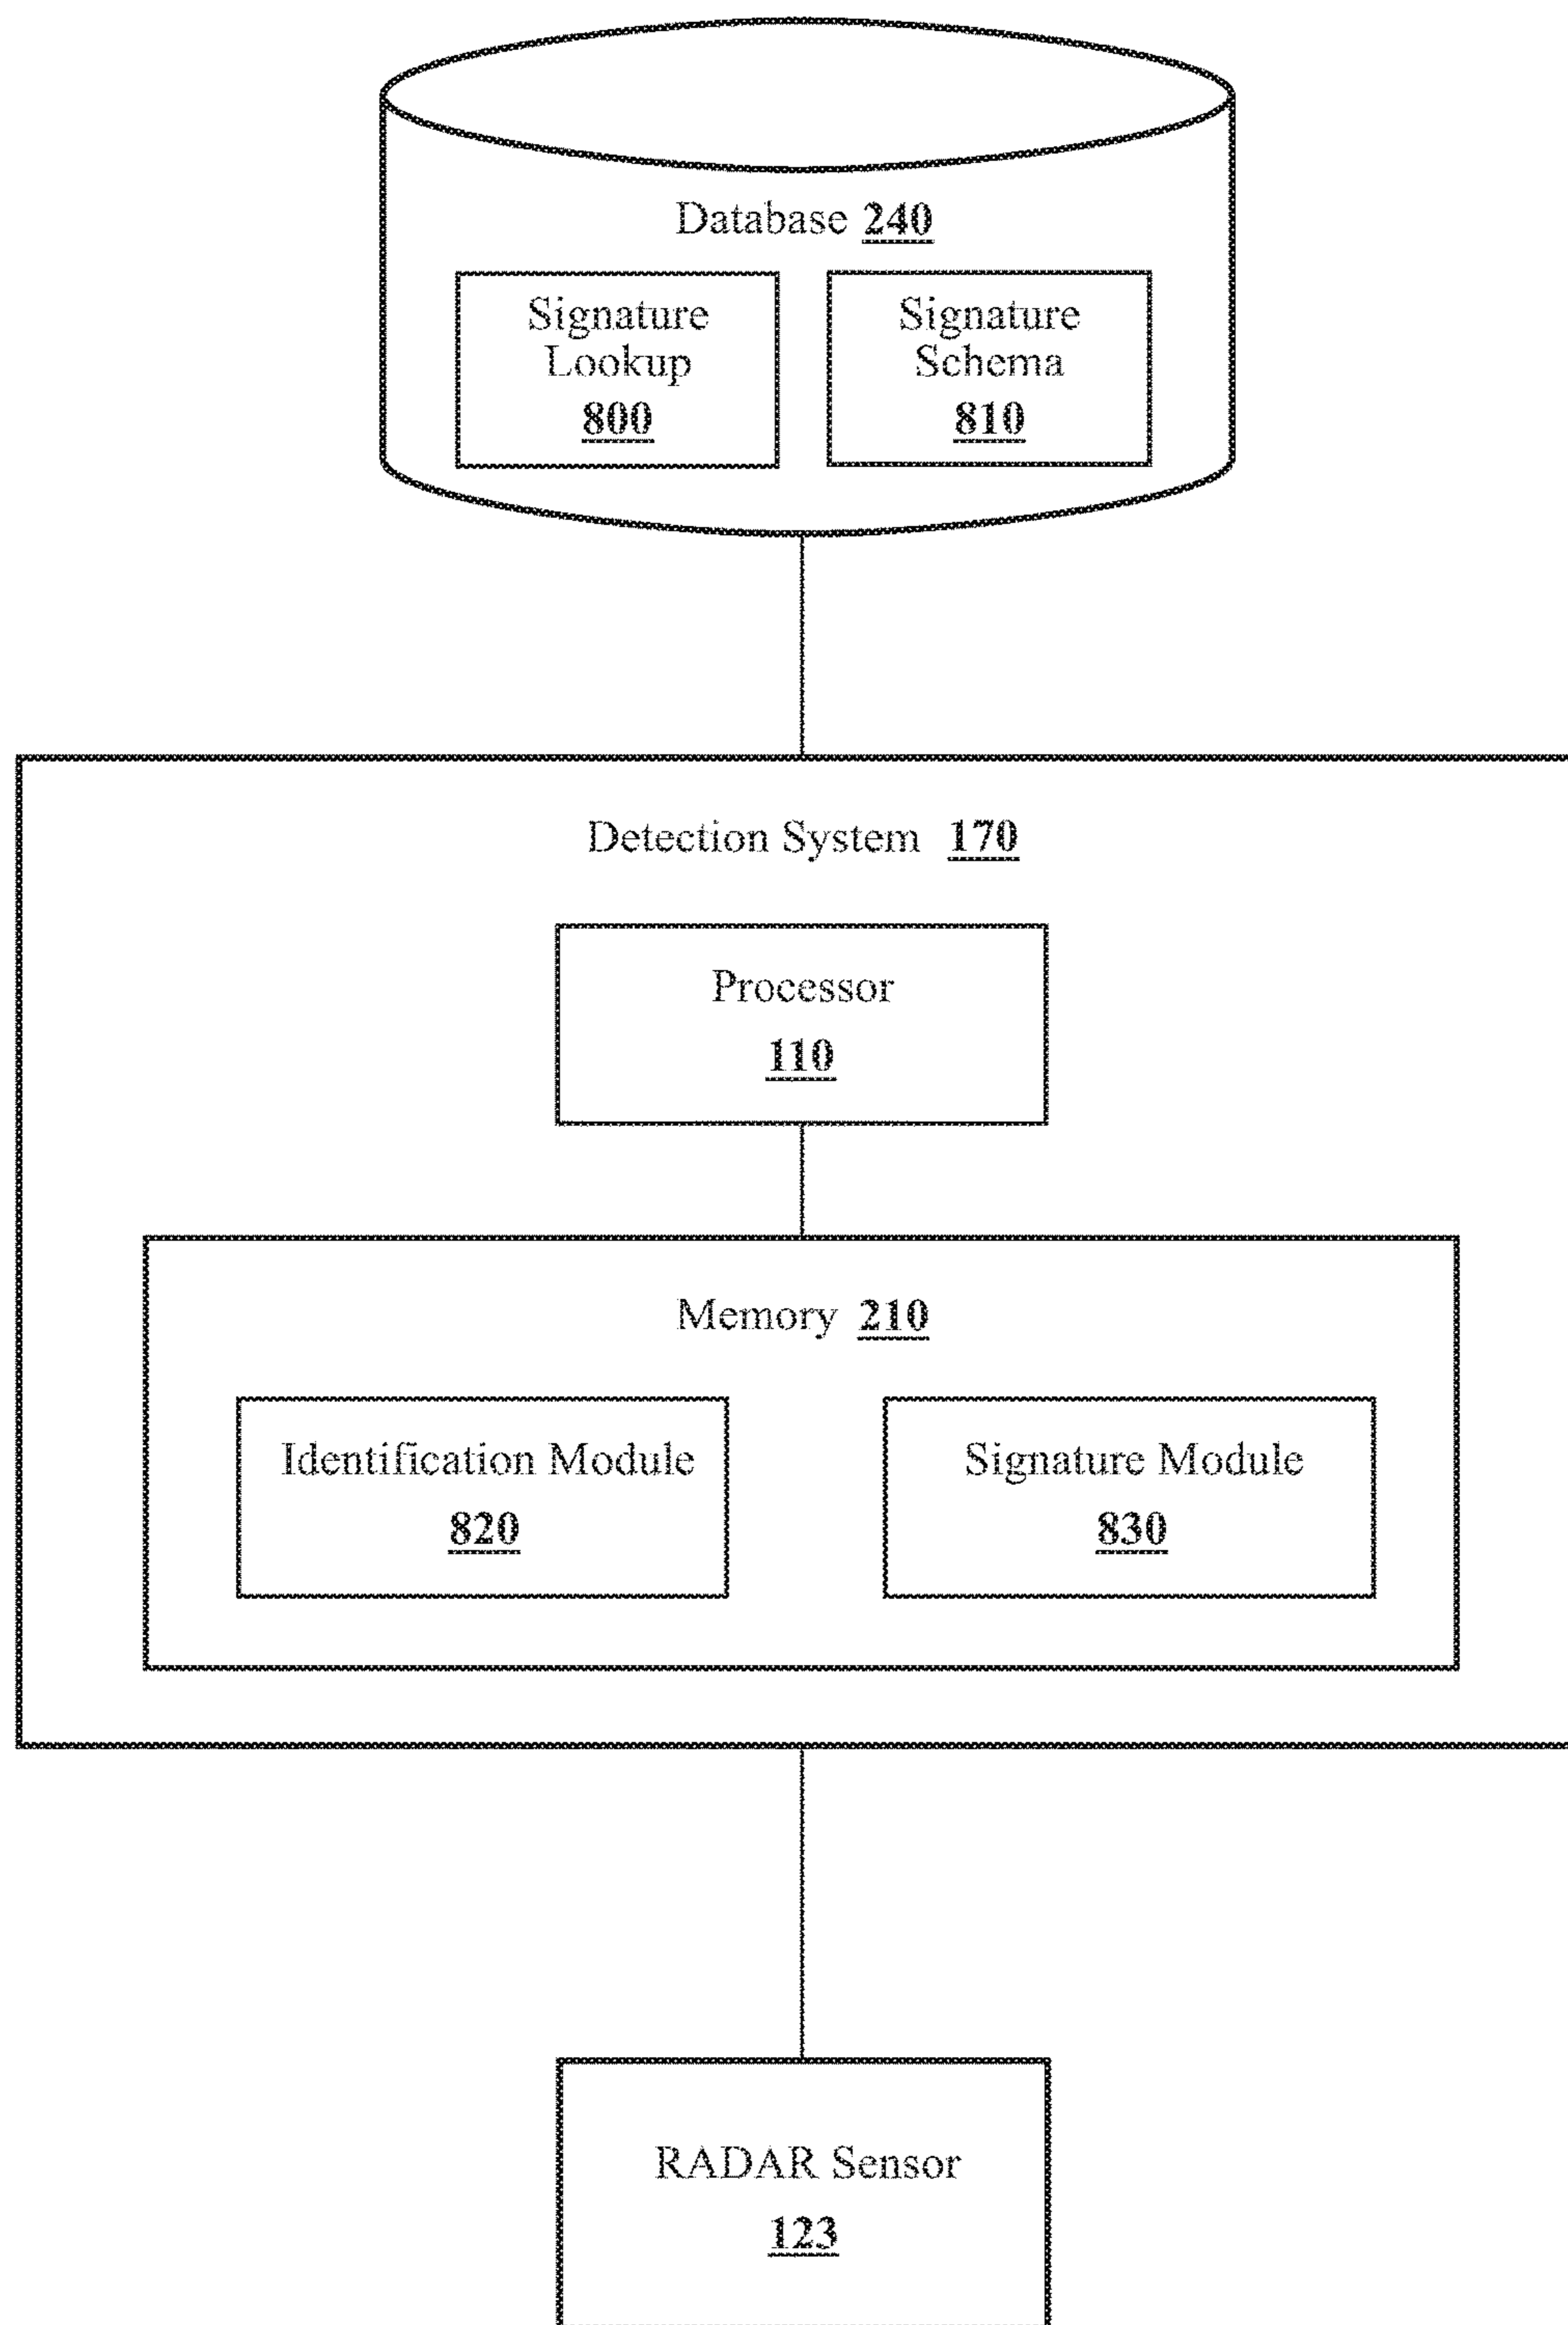 Database 240
Signature
Lookup
800
Signature
Schema
810
Detection System 170
Processor
110
Memory 210
Identification Module
820
Signature Module
830
RADAR Sensor
123